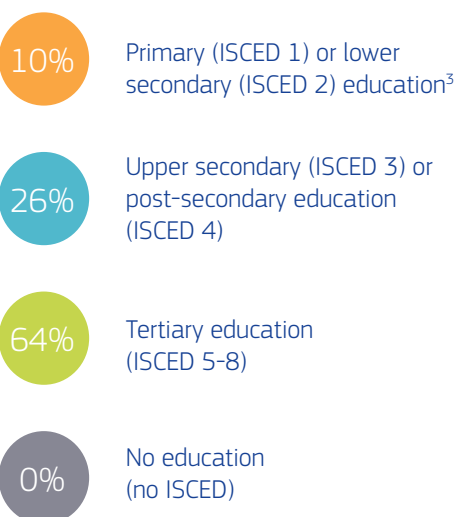 10%
Primary (ISCED 1) or lower
secondary (ISCED 2) education³
26%
Upper secondary (ISCED 3) or
post-secondary education
(ISCED 4)
64%
Tertiary education
(ISCED 5-8)
0%
No education
(no ISCED)